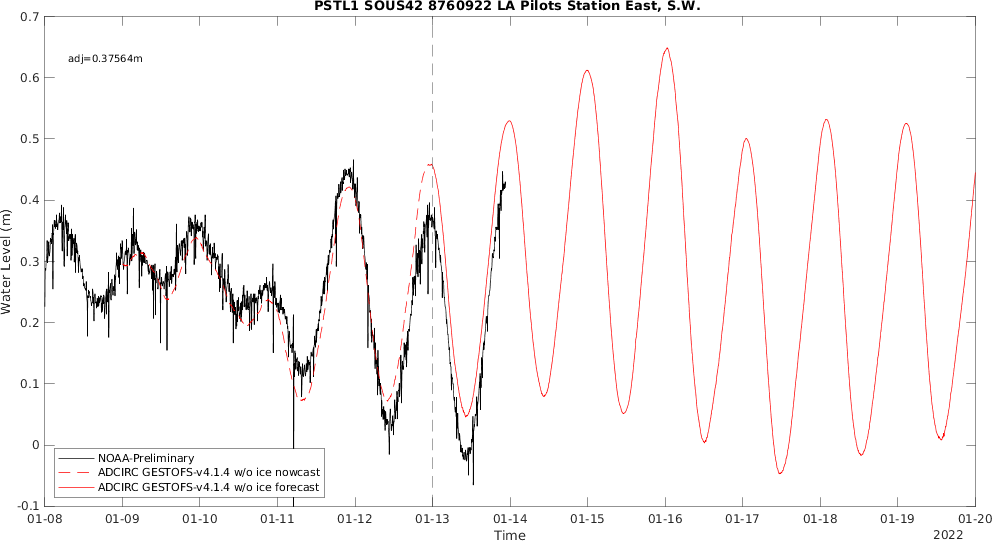 PSTL1 SOUS42 8760922 LA Pilots Station East, S.W.
adj=0.37564m
0.7
0.6
0.5
0.4
0.3
0.2
0.1
0
-0.1
Water Level (m)
NOAA-Preliminary
ADCIRC GESTOFS-v4.1.4 w/o ice nowcast
ADCIRC GESTOFS-v4.1.4 w/o ice forecast
01-08 01-09 01-10 01-11 01-12 01-13 01-14 01-15 01-16 01-17 01-18 01-19 01-20
Time
2022